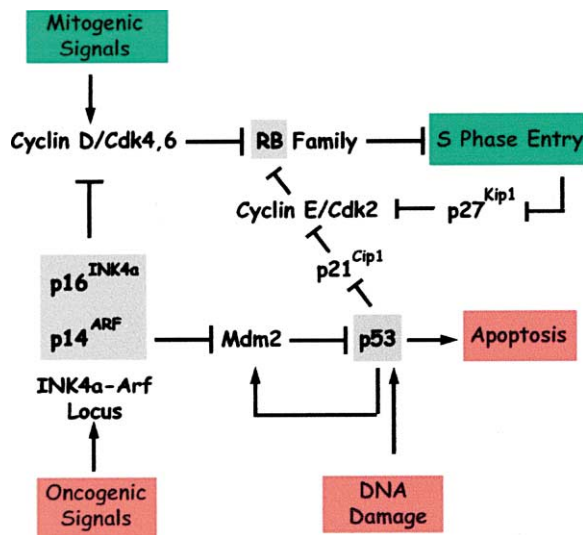 Mitogenic
Signals
Cyclin D/Cdk4,6
RB Family
S Phase Entry
Cyclin E/Cdk2
p27Kip1
p21Cip1
p16INK4a
p14ARF
Mdm2
p53
Apoptosis
INK4a-Arf
Locus
Oncogenic
Signals
DNA
Damage